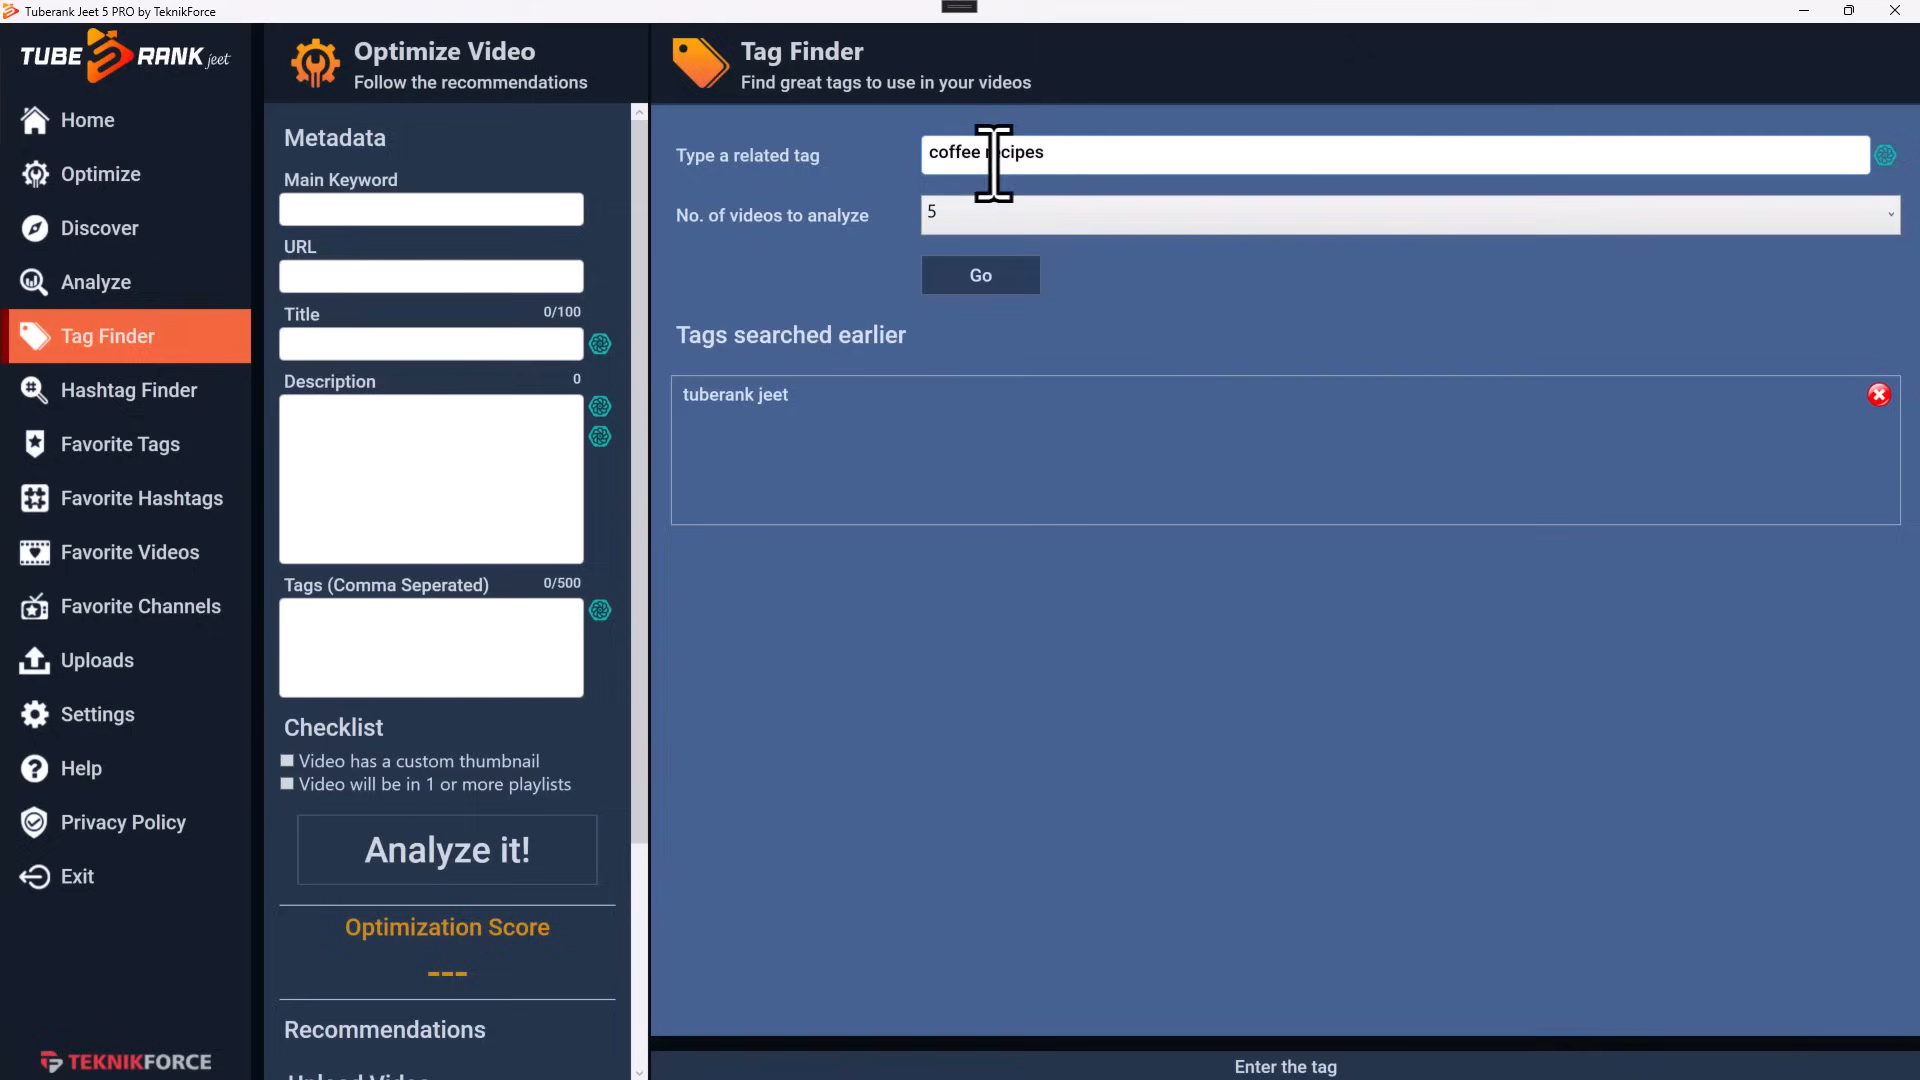 Tuberank Jeet 5 PRO by TeknikForce
TUBE RANK jeet
Home
Optimize
Discover
Analyze
Tag Finder
Hashtag Finder
Favorite Tags
Favorite Hashtags
Favorite Videos
Favorite Channels
Uploads
Settings
Help
Privacy Policy
Exit
TEKNIKFORCE
Optimize Video
Follow the recommendations
Metadata
Main Keyword
URL
Title 0/100
Description 0
Tags (Comma Seperated) 0/500
Checklist
Video has a custom thumbnail
Video will be in 1 or more playlists
Analyze it!
Optimization Score
---
Recommendations
Tag Finder
Find great tags to use in your videos
Type a related tag
coffee recipes
No. of videos to analyze
5
Go
Tags searched earlier
tuberank jeet
Enter the tag